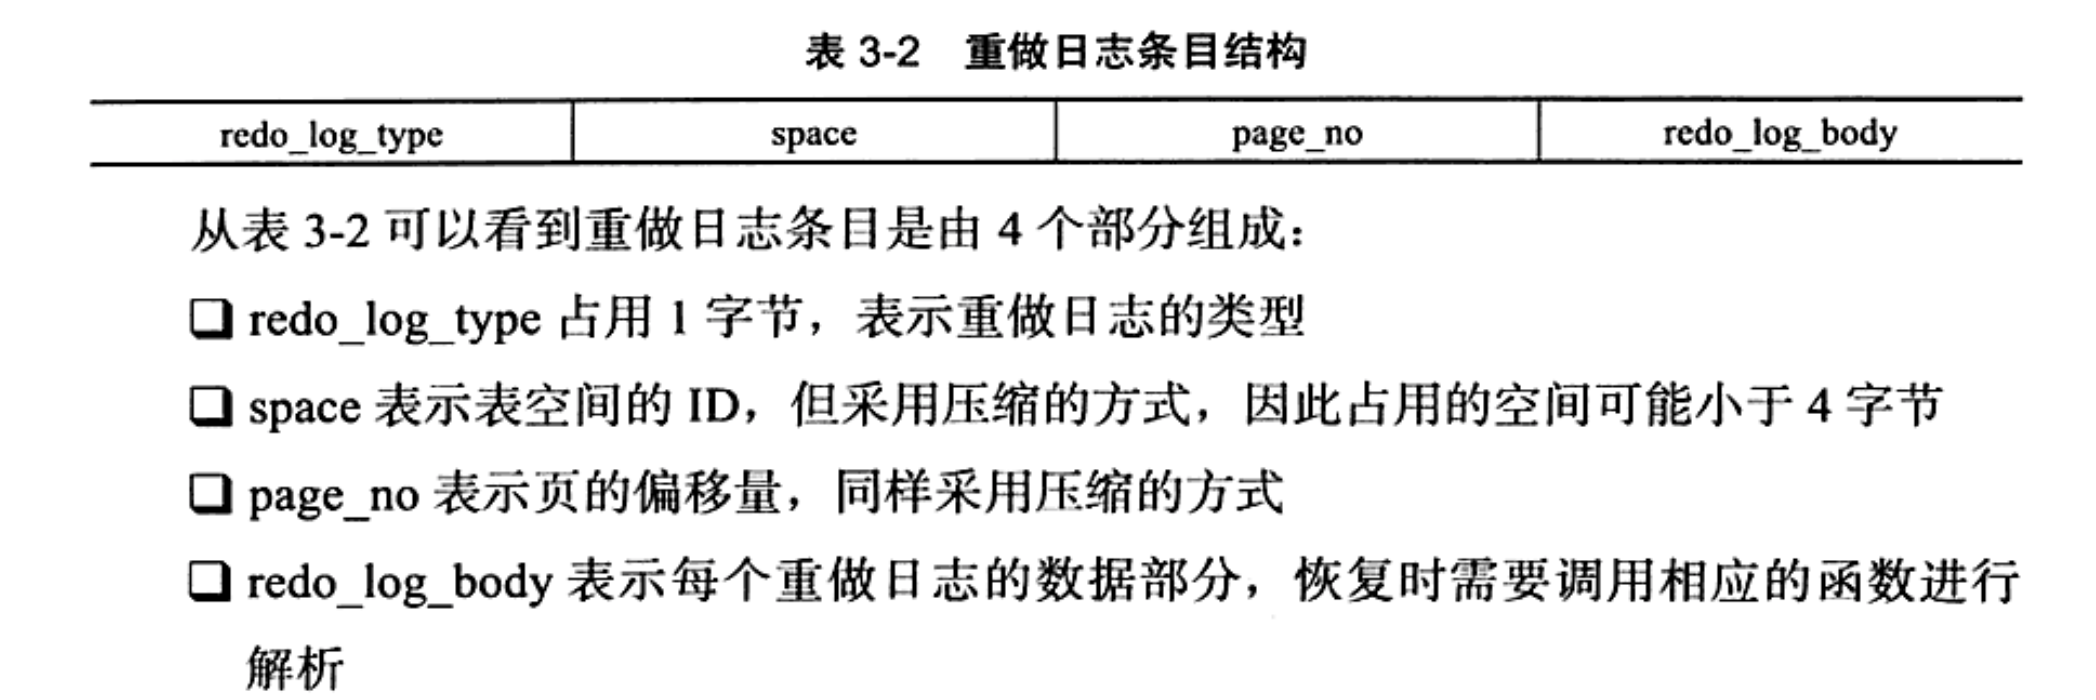 表 3-2 重做日志条目结构
redo_log_type space page_no redo_log_body
从表 3-2 可以看到重做日志条目是由 4 个部分组成：
❑ redo_log_type 占用 1 字节，表示重做日志的类型
❑ space 表示表空间的 ID，但采用压缩的方式，因此占用的空间可能小于 4 字节
❑ page_no 表示页的偏移量，同样采用压缩的方式
❑ redo_log_body 表示每个重做日志的数据部分，恢复时需要调用相应的函数进行
解析